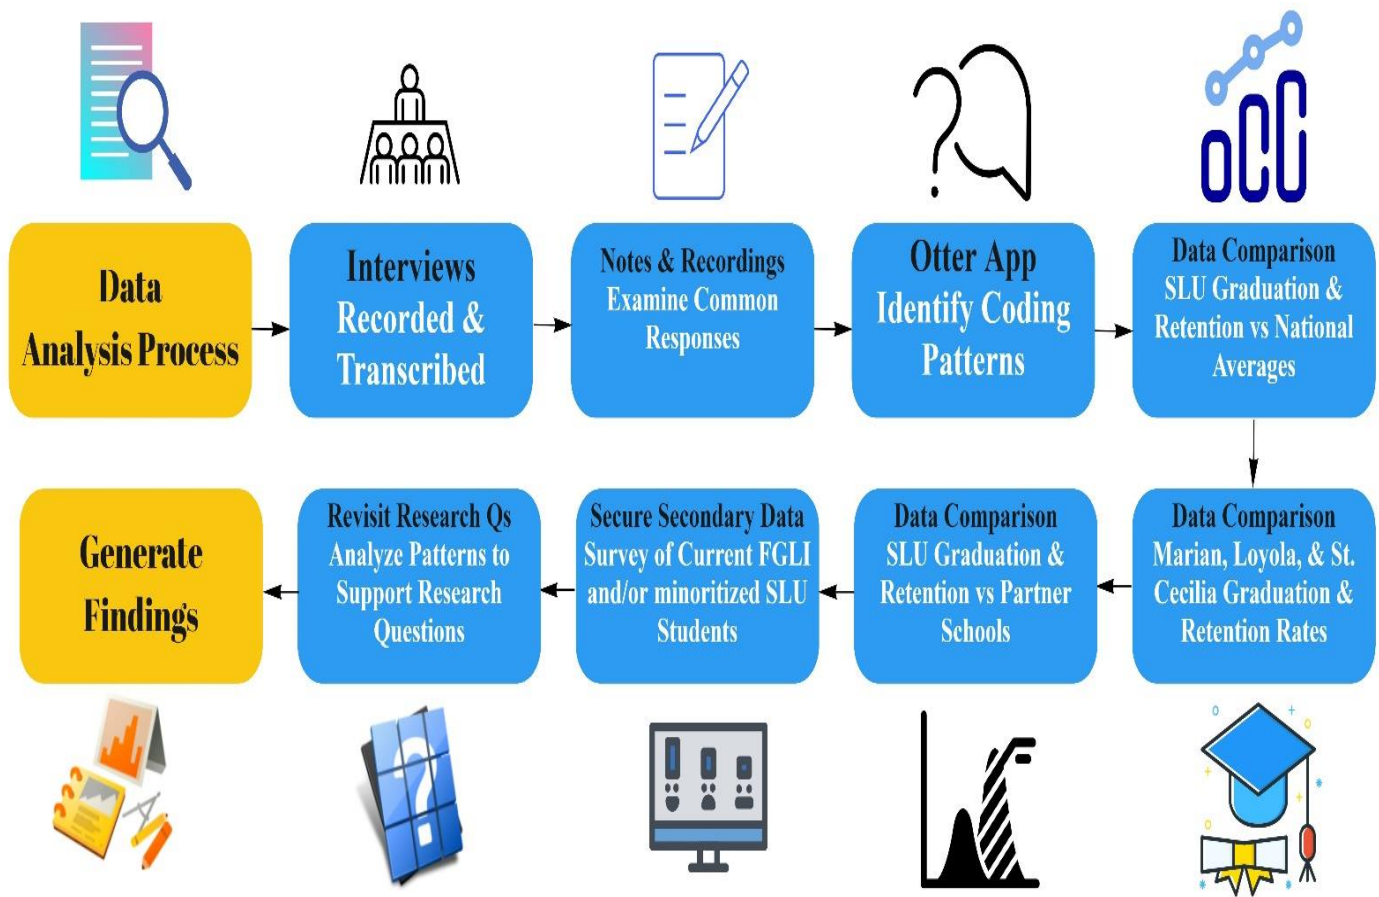 Data
Analysis Process
Interviews
Recorded &
Transcribed
Notes & Recordings
Examine Common
Responses
Otter App
Identify Coding
Patterns
Data Comparison
SLU Graduation &
Retention vs National
Averages
Data Comparison
Marian, Loyola, & St.
Cecilia Graduation &
Retention Rates
Data Comparison
SLU Graduation &
Retention vs Partner
Schools
Secure Secondary Data
Survey of Current FGLI
and/or minoritized SLU
Students
Revisit Research Qs
Analyze Patterns to
Support Research
Questions
Generate
Findings